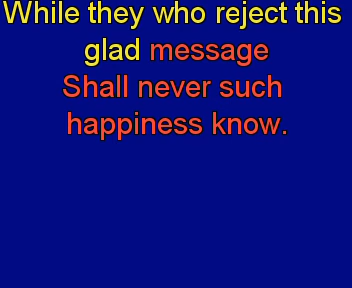 While they who reject this
glad message
Shall never such
happiness know.